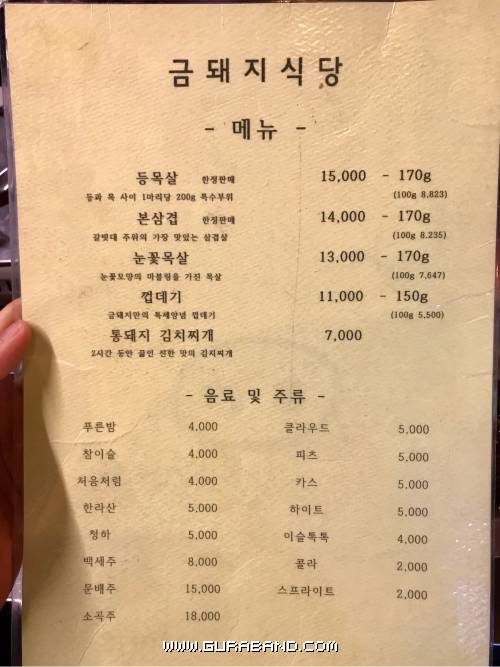 금돼지식당
- 메뉴 -
등목살 한정판매 15,000 - 170g
등과 목 사이 1마리당 200g 특수부위 (100g 8,823)
본삼겹 한정판매 14,000 - 170g
갈빗대 주위의 가장 맛있는 삼겹살 (100g 8,235)
눈꽃목살 13,000 - 170g
눈꽃모양의 마블링을 가진 목살 (100g 7,647)
껍데기 11,000 - 150g
금돼지만의 특제양념 껍데기 (100g 5,500)
통돼지 김치찌개 7,000
2시간 동안 끓인 진한 맛의 김치찌개
- 음료 및 주류 -
푸른밤 4,000 클라우드 5,000
참이슬 4,000 피츠 5,000
처음처럼 4,000 카스 5,000
한라산 5,000 하이트 5,000
청하 5,000 이슬톡톡 4,000
백세주 8,000 콜라 2,000
문배주 15,000 스프라이트 2,000
소곡주 18,000
www.GURABAND.com